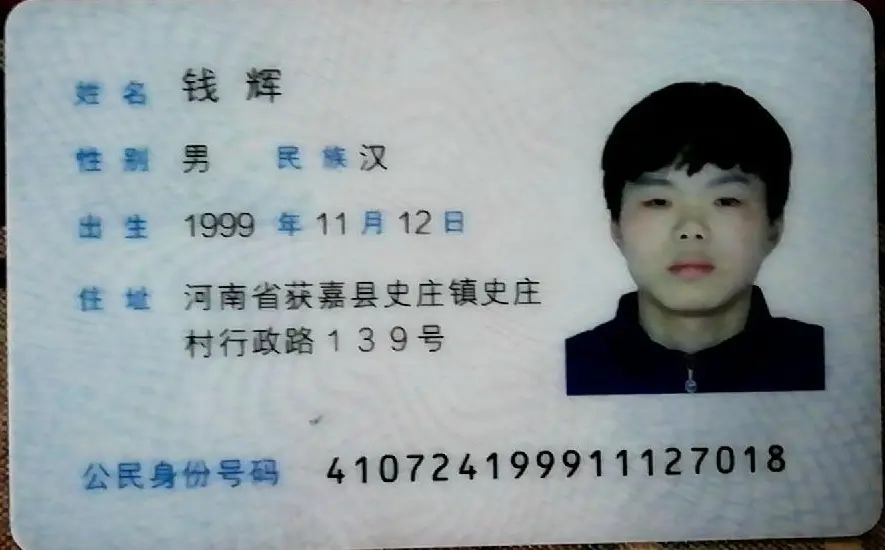 姓名 钱辉
性别 男 民族 汉
出生 1999 年 11 月 12 日
住址 河南省获嘉县史庄镇史庄
村行政路139号
公民身份号码 410724199911127018